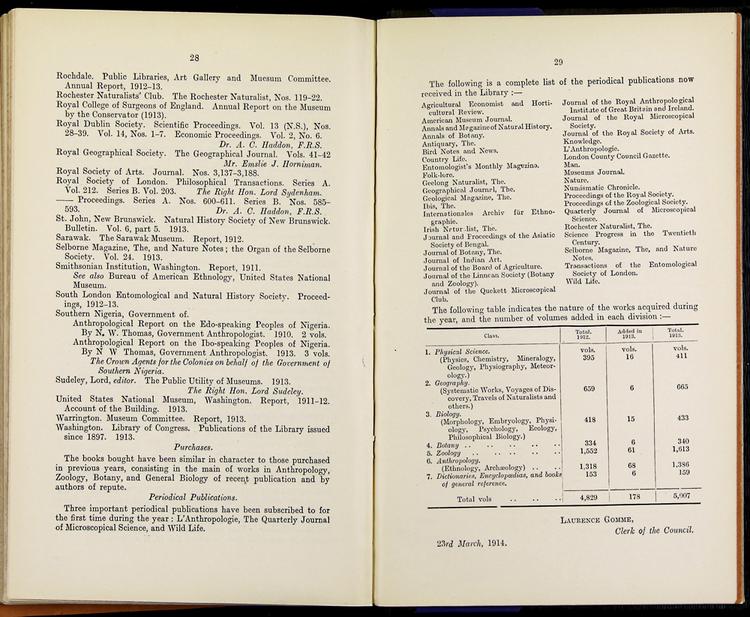 28
Rochdale. Public Libraries, Art Gallery and Muesum Committee.
Annual Report, 1912-13.
Rochester Naturalists' Club. The Rochester Naturalist, Nos. 119-22.
Royal College of Surgeons of England. Annual Report on the Museum
by the Conservator (1913).
Royal Dublin Society. Scientific Proceedings. Vol. 13 (N.S.), Nos.
28-39. Vol. 14, Nos. 1-7. Economic Proceedings. Vol. 2, No. 6.
Dr. A. C. Haddon, F.R.S.
Royal Geographical Society. The Geographical Journal. Vols. 41-42
Mr. Emslie J. Horniman.
Royal Society of Arts. Journal. Nos. 3,137-3,188.
Royal Society of London. Philosophical Transactions. Series A.
Vol. 212. Series B. Vol. 203. The Right Hon. Lord Sydenham.
—— Proceedings. Series A. Nos. 600-611. Series B. Nos. 585-
593. Dr. A. C. Haddon, F.R.S.
St. John, New Brunswick. Natural History Society of New Brunswick.
Bulletin. Vol. 6, part 5. 1913.
Sarawak. The Sarawak Museum. Report, 1912.
Selborne Magazine, The, and Nature Notes; the Organ of the Selborne
Society. Vol. 24. 1913.
Smithsonian Institution, Washington. Report, 1911.
See also Bureau of American Ethnology, United States National
Museum.
South London Entomological and Natural History Society. Proceed-
ings, 1912-13.
Southern Nigeria, Government of.
Anthropological Report on the Edo-speaking Peoples of Nigeria.
By N. W. Thomas, Government Anthropologist. 1910. 2 vols.
Anthropological Report on the Ibo-speaking Peoples of Nigeria.
By N W Thomas, Government Anthropologist. 1913. 3 vols.
The Crown Agents for the Colonies on behalf of the Government of
Southern Nigeria.
Sudeley, Lord, editor. The Public Utility of Museums. 1913.
The Right Hon. Lord Sudeley.
United States National Museum, Washington. Report, 1911-12.
Account of the Building. 1913.
Warrington. Museum Committee. Report, 1913.
Washington. Library of Congress. Publications of the Library issued
since 1897. 1913.
Purchases.
The books bought have been similar in character to those purchased
in previous years, consisting in the main of works in Anthropology,
Zoology, Botany, and General Biology of recent publication and by
authors of repute.
Periodical Publications.
Three important periodical publications have been subscribed to for
the first time during the year: L'Anthropologie, The Quarterly Journal
of Microscopical Science, and Wild Life.
29
The following is a complete list of the periodical publications now
received in the Library :—
Agricultural Economist and Horti-
cultural Review.
American Museum Journal.
Annals and Magazine of Natural History.
Annals of Botany.
Antiquary, The.
Bird Notes and News.
Country Life.
Entomologist's Monthly Magazine.
Folk-lore.
Geelong Naturalist, The.
Geographical Journal, The.
Geological Magazine, The.
Ibis, The.
Internationales Archiv für Ethno-
graphie.
Irish Naturalist, The.
Journal and Proceedings of the Asiatic
Society of Bengal.
Journal of Botany, The.
Journal of Indian Art.
Journal of the Board of Agriculture.
Journal of the Linnean Society (Botany
and Zoology).
Journal of the Quekett Microscopical
Club.
Journal of the Royal Anthropological
Institute of Great Britain and Ireland.
Journal of the Royal Microscopical
Society.
Journal of the Royal Society of Arts.
Knowledge.
L'Anthropologie.
London County Council Gazette.
Man.
Museums Journal.
Nature.
Numismatic Chronicle.
Proceedings of the Royal Society.
Proceedings of the Zoological Society.
Quarterly Journal of Microscopical
Science.
Rochester Naturalist, The.
Science Progress in the Twentieth
Century.
Selborne Magazine, The, and Nature
Notes.
Transactions of the Entomological
Society of London.
Wild Life.
The following table indicates the nature of the works acquired during
the year, and the number of volumes added in each division :—
Class. Total. 1912. Added in 1913. Total. 1913.
vols. vols. vols.
1. Physical Science. 395 16 411
(Physics, Chemistry, Mineralogy,
Geology, Physiography, Meteor-
ology.)
2. Geography.
(Systematic Works, Voyages of Dis- 659 6 665
covery, Travels of Naturalists and
others.)
3. Biology.
(Morphology, Embryology, Physi- 418 15 433
ology, Psychology, Ecology,
Philosophical Biology.)
4. Botany .. .. .. .. .. 334 6 340
5. Zoology .. .. .. .. .. 1,552 61 1,613
6. Anthropology.
(Ethnology, Archæology) .. .. 1,318 68 1,386
7. Dictionaries, Encyclopædias, and books 153 6 159
of general reference.
Total vols .. .. .. 4,829 178 5,007
Laurence Gomme,
Clerk of the Council.
23rd March, 1914.